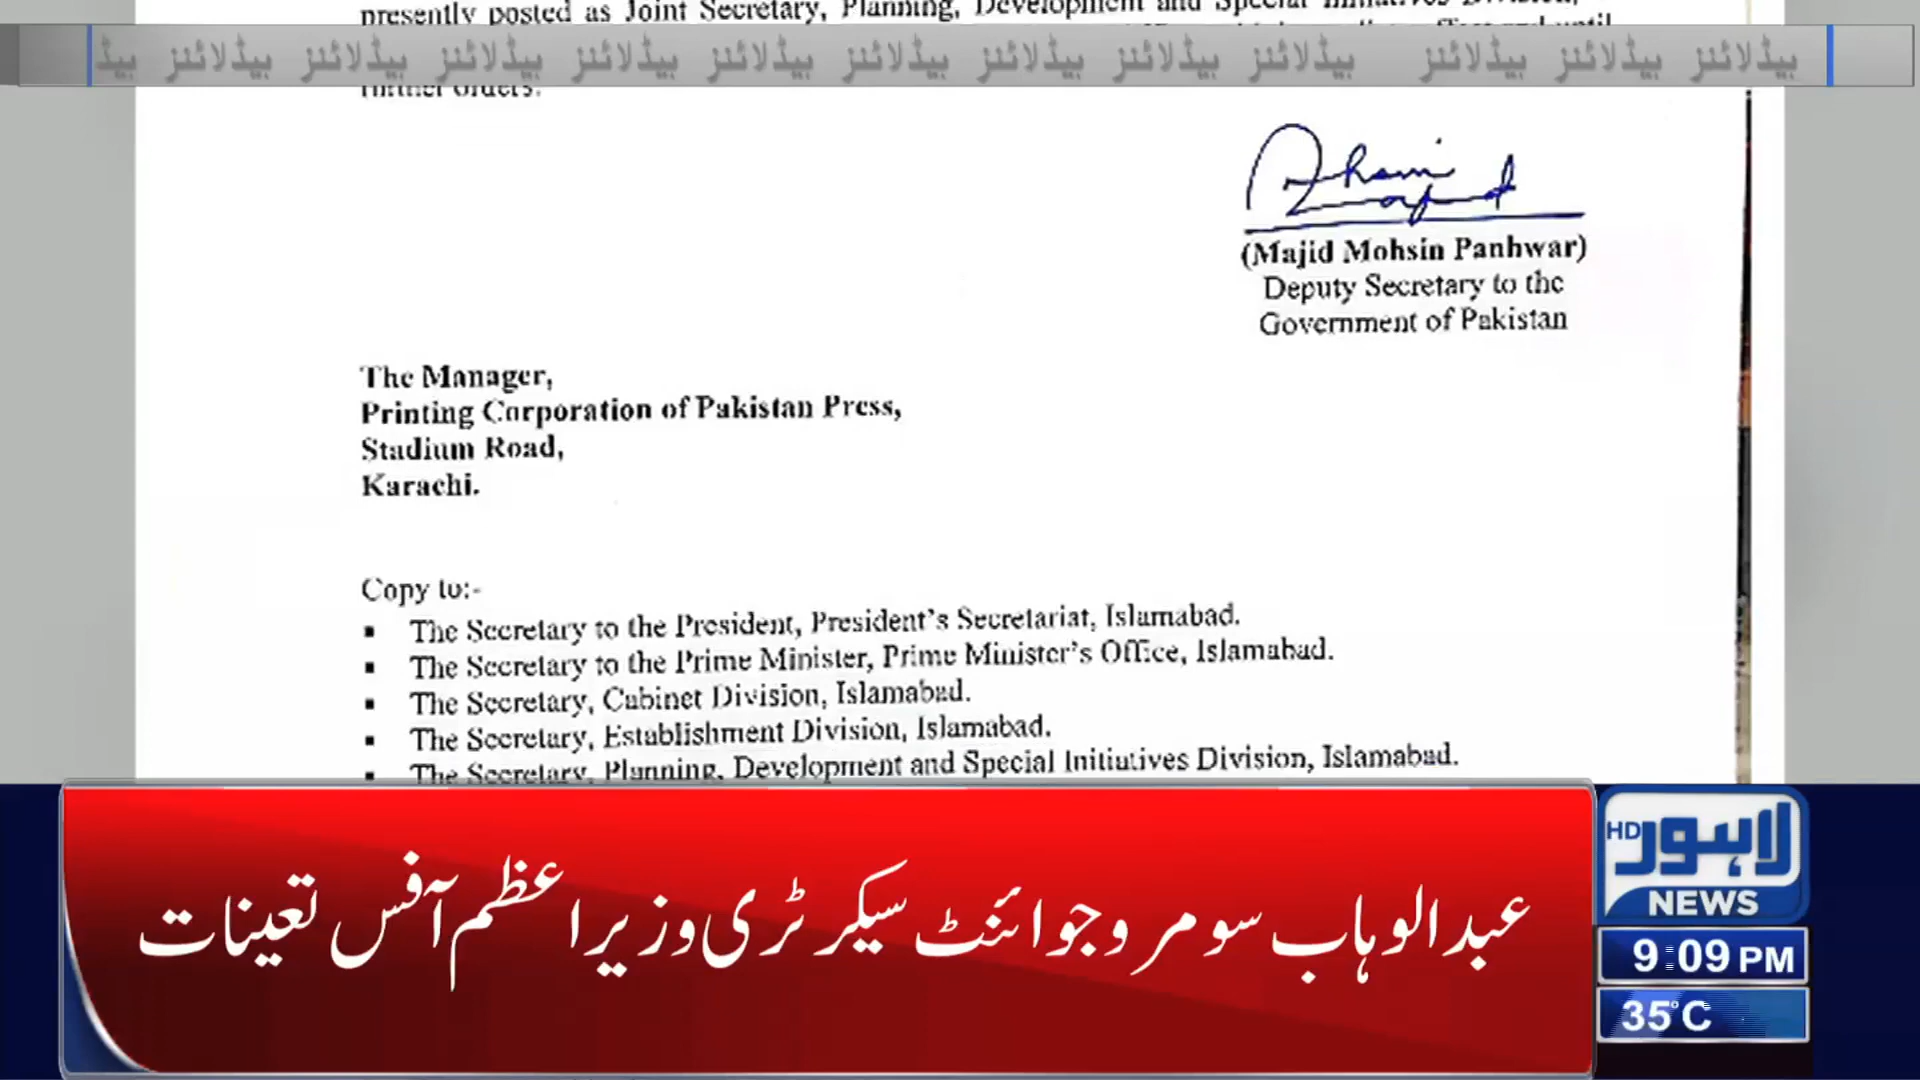 presently posted as Joint Secretary, Planning, Development and Special Initiatives Division,
until
ہیڈلائنز ہیڈلائنز ہیڈلائنز ہیڈلائنز ہیڈلائنز ہیڈلائنز ہیڈلائنز ہیڈلائنز ہیڈلائنز ہیڈلائنز ہیڈلائنز ہیڈلائنز ہیڈ
further orders.
(Majid Mohsin Panhwar)
Deputy Secretary to the
Government of Pakistan
The Manager,
Printing Corporation of Pakistan Press,
Stadium Road,
Karachi.
Copy to:-
▪ The Secretary to the President, President's Secretariat, Islamabad.
▪ The Secretary to the Prime Minister, Prime Minister's Office, Islamabad.
▪ The Secretary, Cabinet Division, Islamabad.
▪ The Secretary, Establishment Division, Islamabad.
▪ The Secretary, Planning, Development and Special Initiatives Division, Islamabad.
عبدالوہاب سومرو جوائنٹ سیکرٹری وزیراعظم آفس تعینات
HD لاہور
NEWS
9:09 PM
35°C